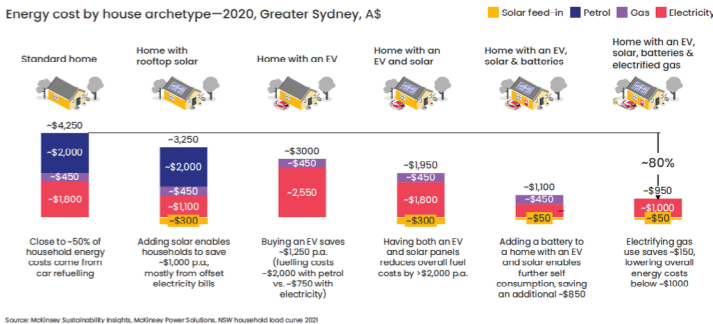 Energy cost by house archetype—2020, Greater Sydney, A$
Solar feed-in Petrol Gas Electricity
Standard home
Home with
rooftop solar
Home with an EV
Home with an
EV and solar
Home with an EV,
solar & batteries
Home with an EV,
solar, batteries &
electrified gas
~$4,250
~$2,000
~$450
~$1,800
~3,250
~$2,000
~$450
~$1,100
~$300
~$3000
~$450
~2,550
~$1,950
~$450
~$1,800
~$300
~$1,100
~$450
~$50
~80%
~$950
~$1,000
~$50
Close to ~50% of
household energy
costs come from
car refuelling
Adding solar enables
households to save
~$1,000 p.a.,
mostly from offset
electricity bills
Buying an EV saves
~$1,250 p.a.
(fuelling costs
~$2,000 with petrol
vs. ~$750 with
electricity)
Having both an EV
and solar panels
reduces overall fuel
costs by >$2,000 p.a.
Adding a battery to
a home with an EV
and solar enables
further self
consumption, saving
an additional ~$850
Electrifying gas
use saves ~$150,
lowering overall
energy costs
below ~$1000
Source: McKinsey Sustainability Insights, McKinsey Power Solutions, NSW household load curve 2021